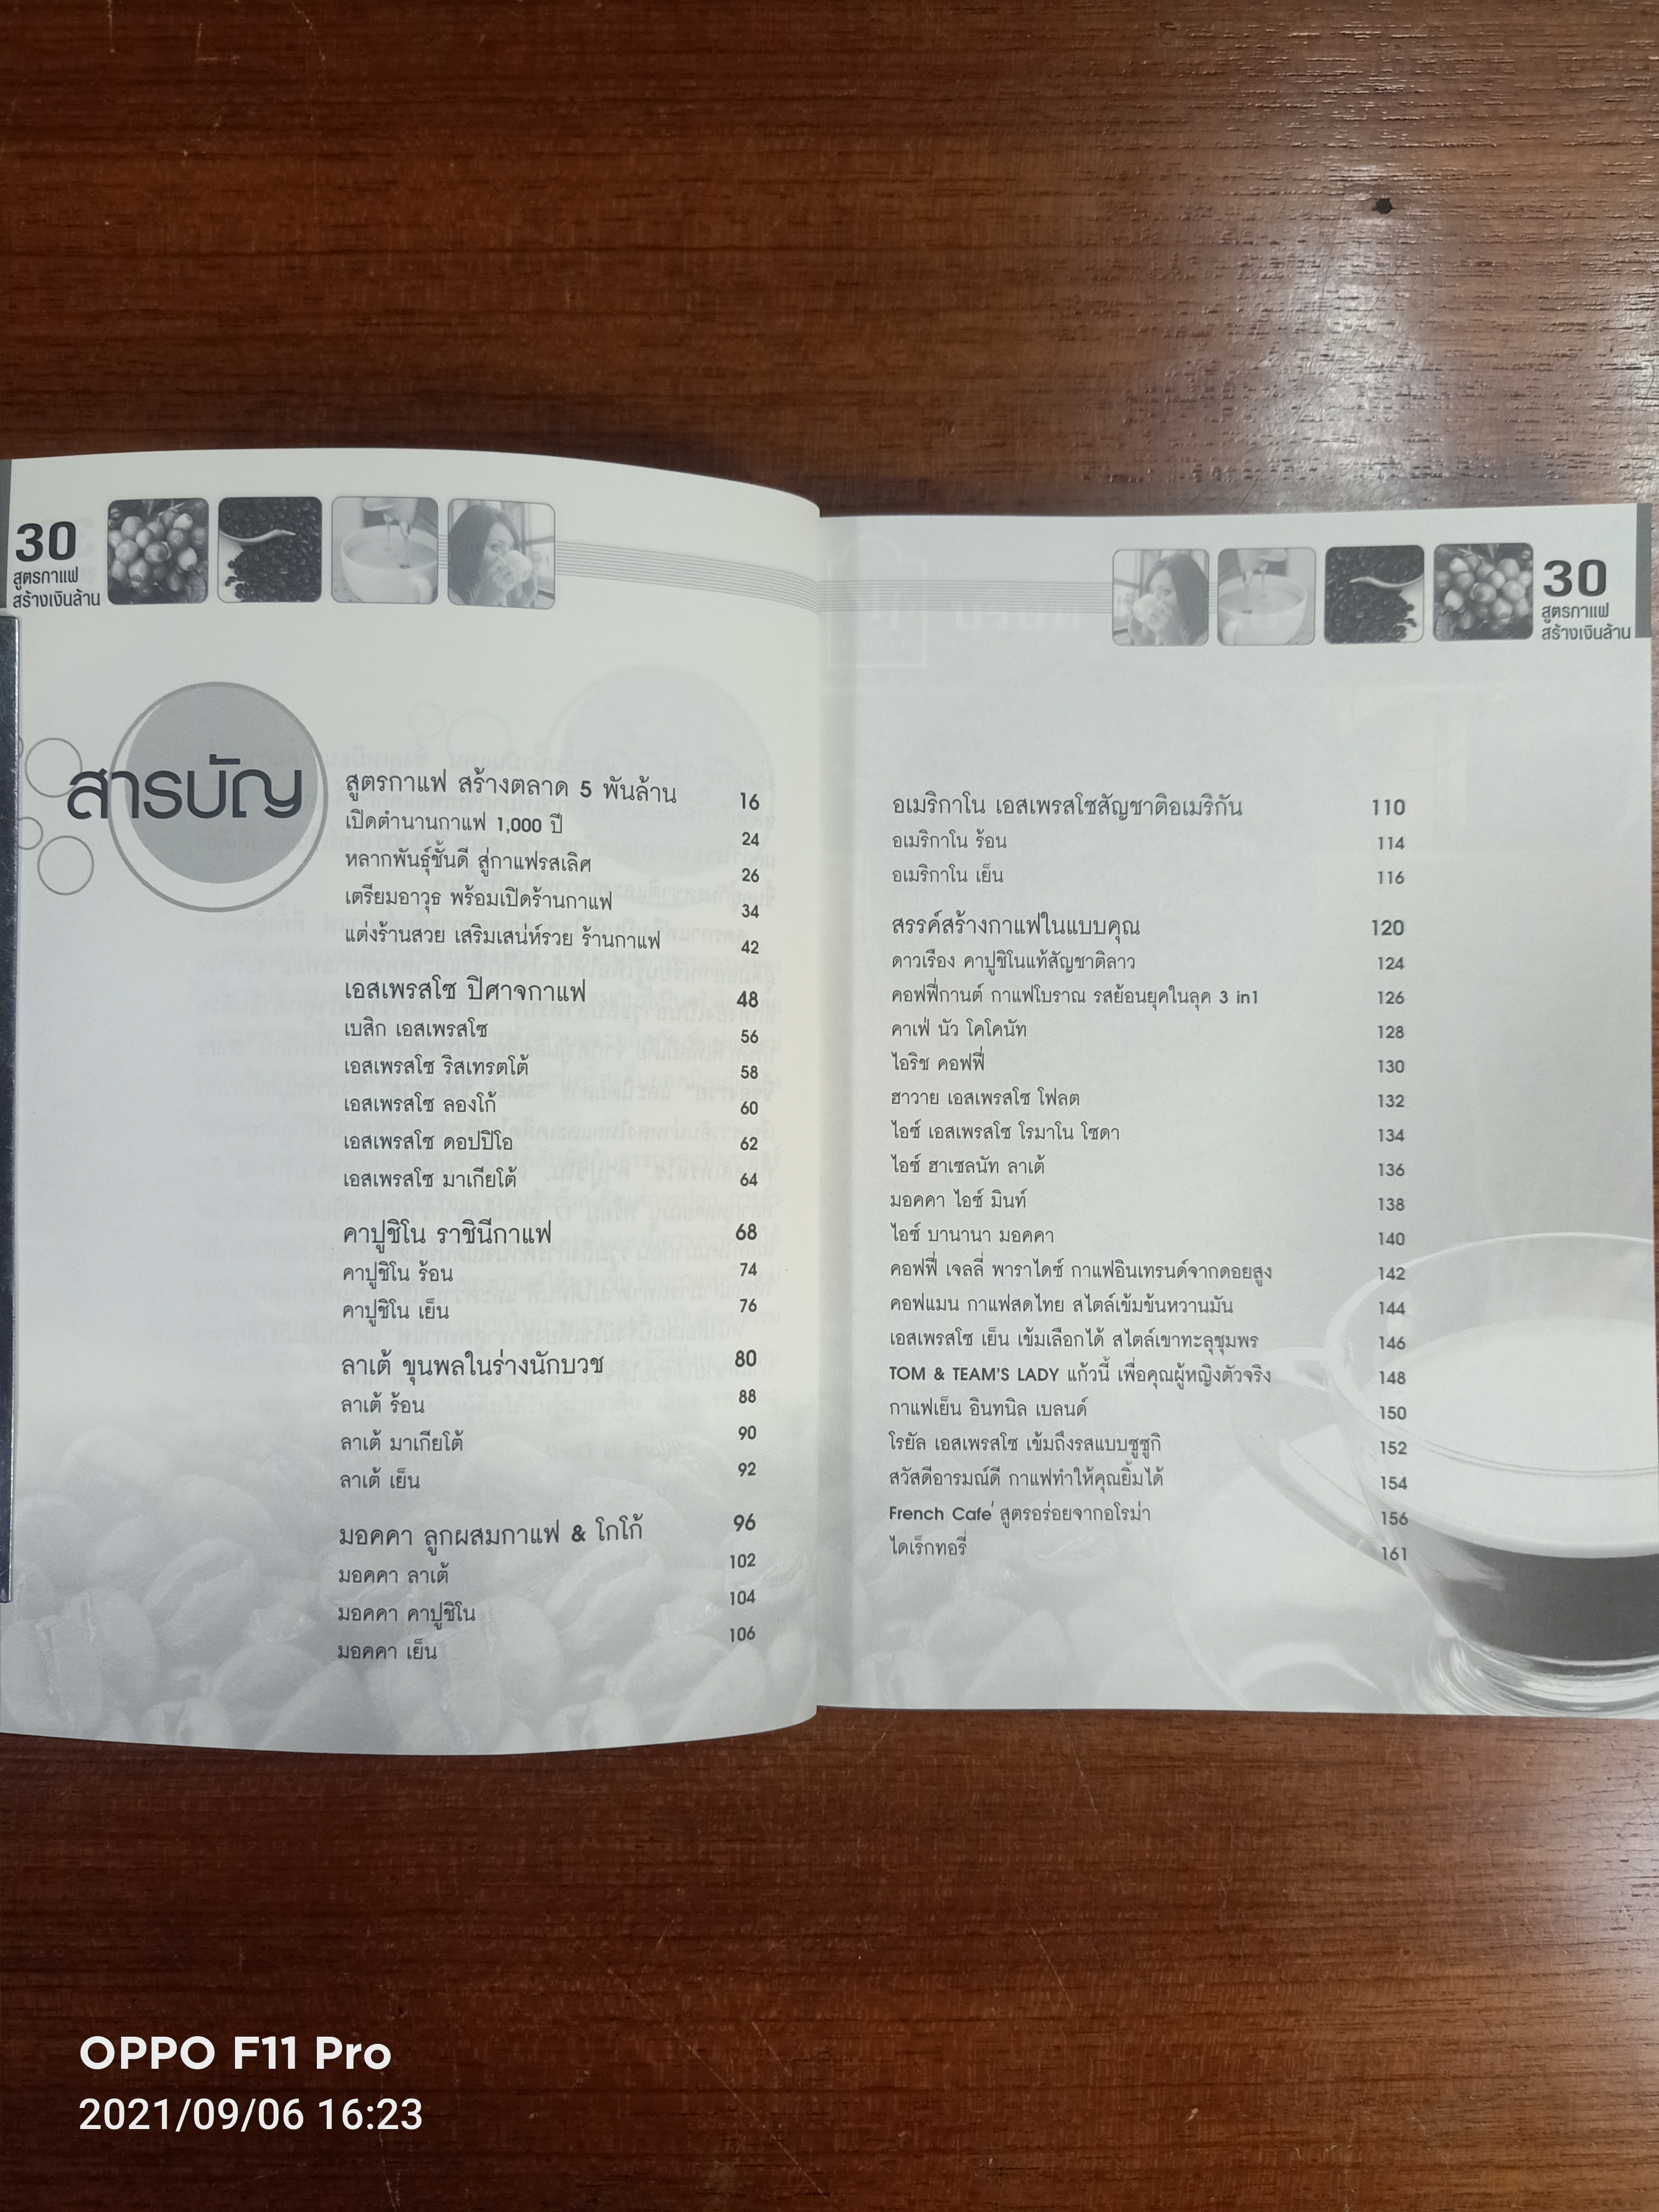 30
สูตรกาแฟ
สร้างเงินล้าน
สารบัญ
สูตรกาแฟ สร้างตลาด 5 พันล้าน 16
เปิดตำนานกาแฟ 1,000 ปี 24
หลากพันธุ์ชั้นดี สู่กาแฟรสเลิศ 26
เตรียมอาวุธ พร้อมเปิดร้านกาแฟ 34
แต่งร้านสวย เสริมเสน่ห์รวย ร้านกาแฟ 42
เอสเพรสโซ ปีศาจกาแฟ 48
เบสิก เอสเพรสโซ 56
เอสเพรสโซ ริสเทรตโต้ 58
เอสเพรสโซ ลองโก้ 60
เอสเพรสโซ ดอปปิโอ 62
เอสเพรสโซ มาเกียโต้ 64
คาปูชิโน ราชินีกาแฟ 68
คาปูชิโน ร้อน 74
คาปูชิโน เย็น 76
ลาเต้ ขุนพลในร่างนักบวช 80
ลาเต้ ร้อน 88
ลาเต้ มาเกียโต้ 90
ลาเต้ เย็น 92
มอคคา ลูกผสมกาแฟ & โกโก้ 96
มอคคา ลาเต้ 102
มอคคา คาปูชิโน 104
มอคคา เย็น 106
30
สูตรกาแฟ
สร้างเงินล้าน
อเมริกาโน เอสเพรสโซสัญชาติอเมริกัน 110
อเมริกาโน ร้อน 114
อเมริกาโน เย็น 116
สรรค์สร้างกาแฟในแบบคุณ 120
ดาวเรือง คาปูชิโนแท้สัญชาติลาว 124
คอฟฟี่กานต์ กาแฟโบราณ รสย้อนยุคในลุค 3 in1 126
คาเฟ่ นัว โคโคนัท 128
ไอริช คอฟฟี่ 130
ฮาวาย เอสเพรสโซ โฟลต 132
ไอซ์ เอสเพรสโซ โรมาโน โซดา 134
ไอซ์ ฮาเซลนัท ลาเต้ 136
มอคคา ไอซ์ มินท์ 138
ไอซ์ บานานา มอคคา 140
คอฟฟี่ เจลลี่ พาราไดซ์ กาแฟอินเทรนด์จากดอยสูง 142
คอฟแมน กาแฟสดไทย สไตล์เข้มข้นหวานมัน 144
เอสเพรสโซ เย็น เข้มเลือกได้ สไตล์เขาทะลุชุมพร 146
TOM & TEAM'S LADY แก้วนี้ เพื่อคุณผู้หญิงตัวจริง 148
กาแฟเย็น อินทนิล เบลนด์ 150
โรยัล เอสเพรสโซ เข้มถึงรสแบบซูซูกิ 152
สวัสดีอารมณ์ดี กาแฟทำให้คุณยิ้มได้ 154
French Cafe' สูตรอร่อยจากอโรม่า 156
ไดเร็กทอรี่ 161
OPPO F11 Pro
2021/09/06 16:23